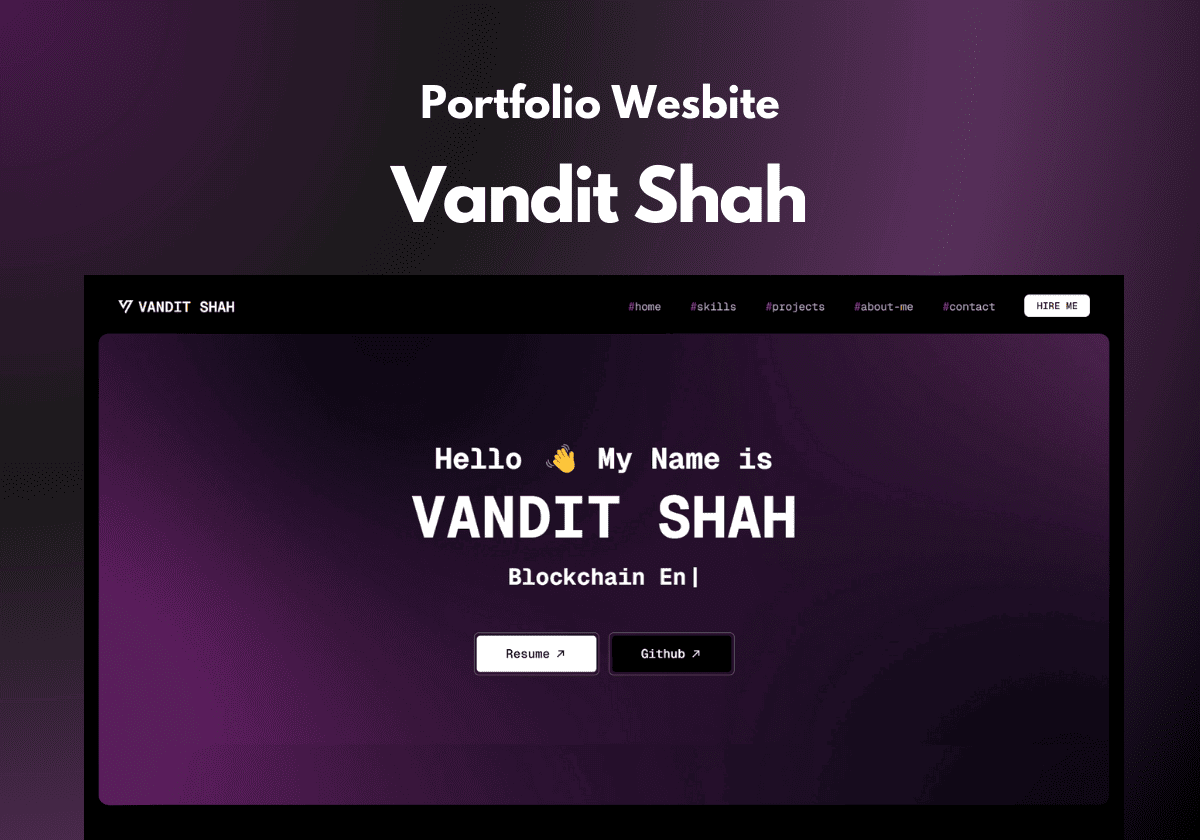 Portfolio Wesbite
Vandit Shah
VANDIT SHAH
#home #skills #projects #about-me #contact HIRE ME
Hello 👋 My Name is
VANDIT SHAH
Blockchain En|
Resume ↗ Github ↗